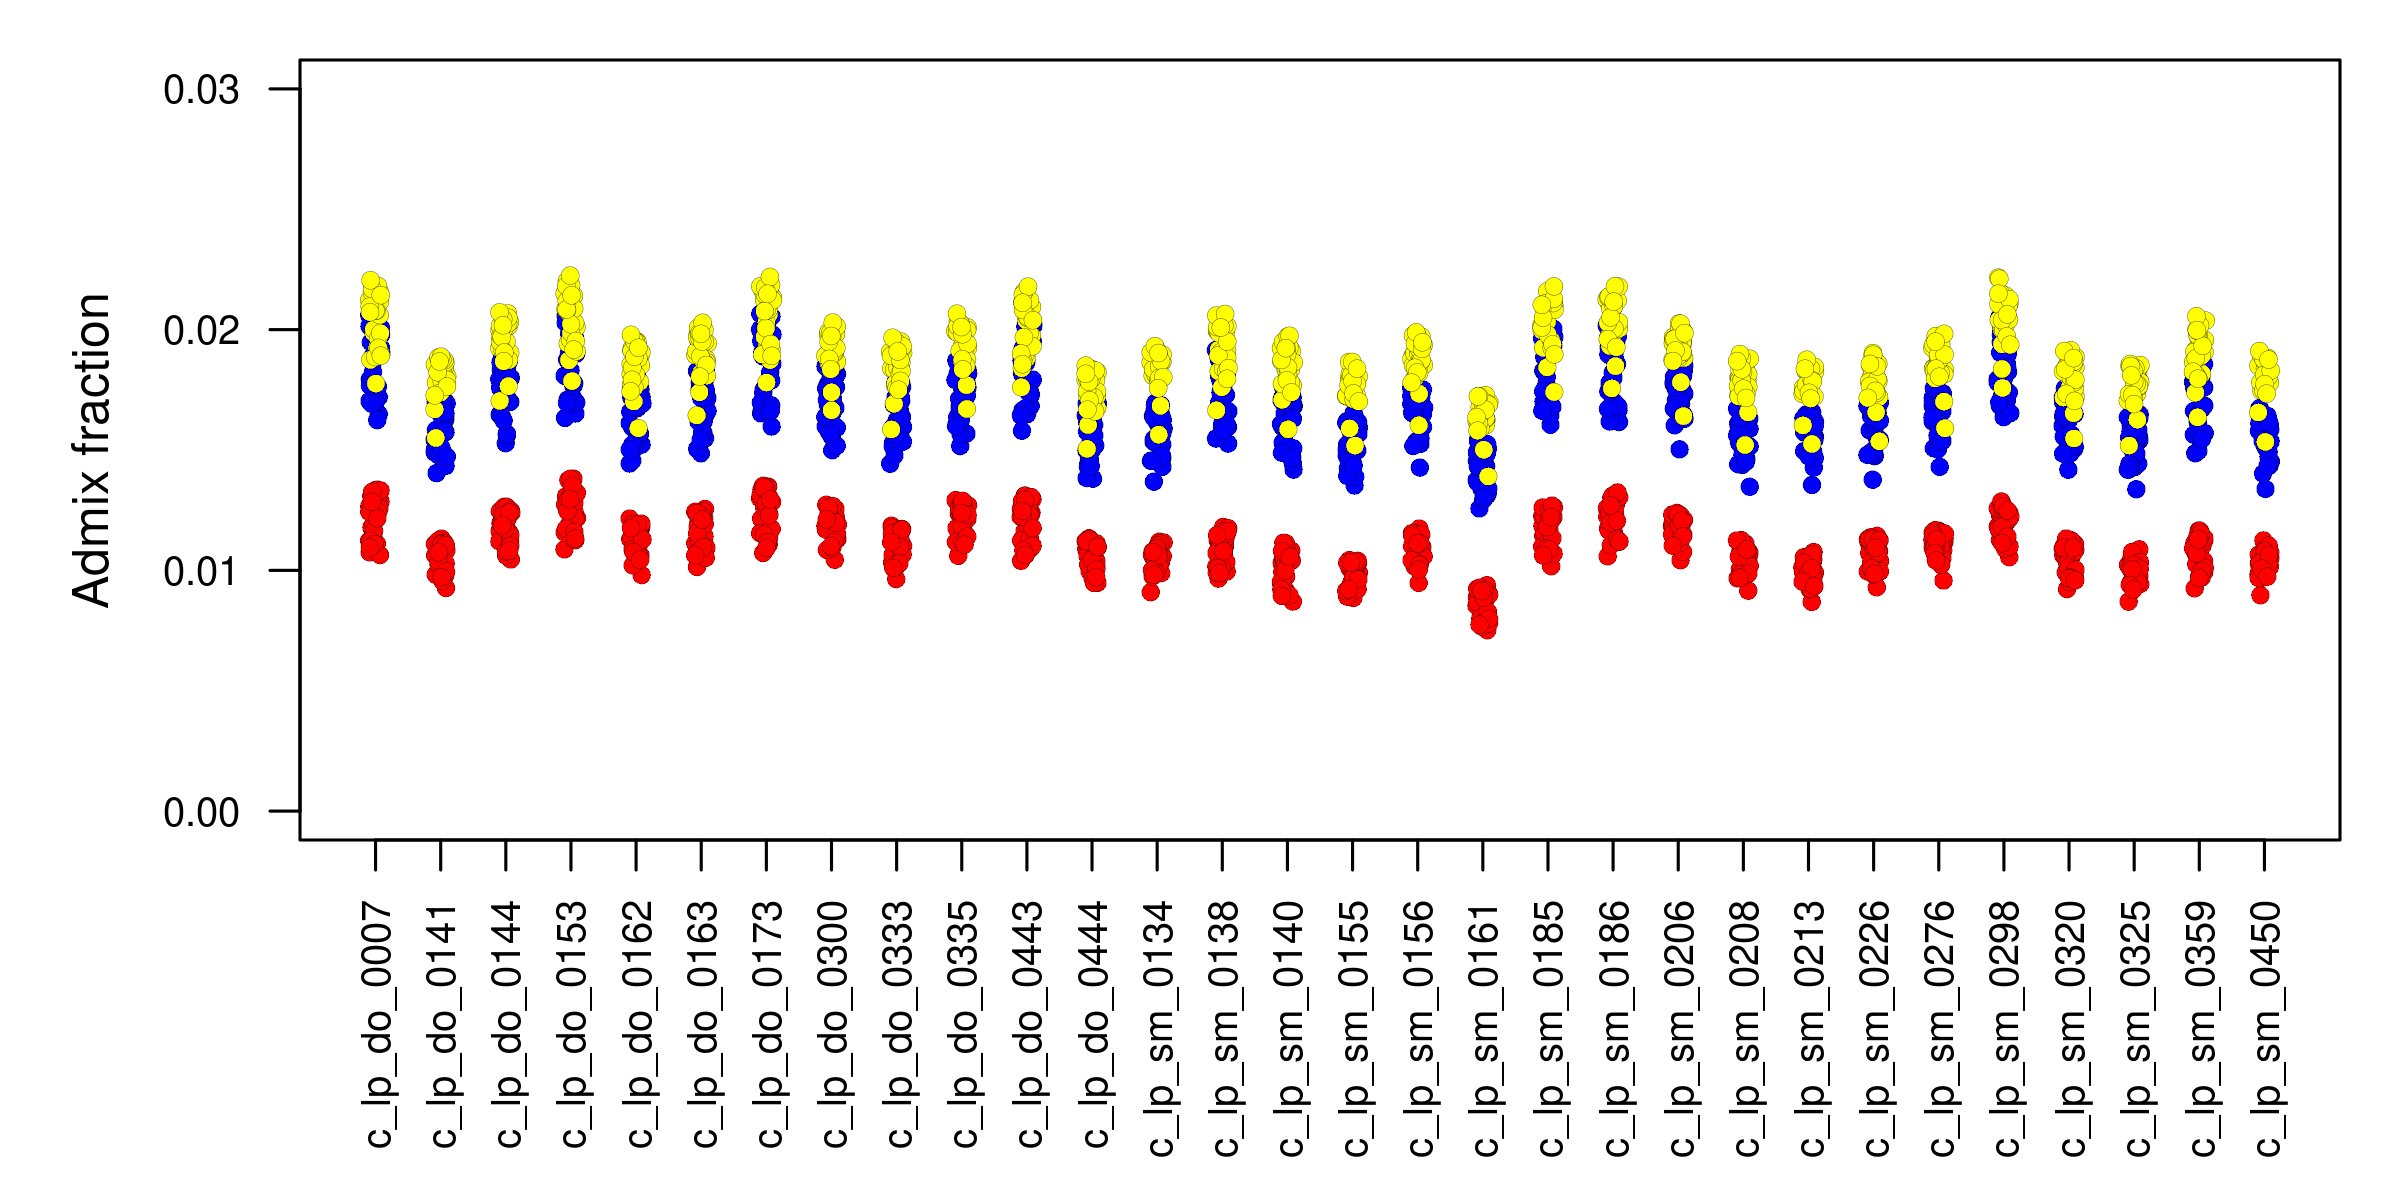 Admix fraction
0.03
0.02
0.01
0.00
c_lp_do_0007
c_lp_do_0141
c_lp_do_0144
c_lp_do_0153
c_lp_do_0162
c_lp_do_0163
c_lp_do_0173
c_lp_do_0300
c_lp_do_0333
c_lp_do_0335
c_lp_do_0443
c_lp_do_0444
c_lp_sm_0134
c_lp_sm_0138
c_lp_sm_0140
c_lp_sm_0155
c_lp_sm_0156
c_lp_sm_0161
c_lp_sm_0185
c_lp_sm_0186
c_lp_sm_0206
c_lp_sm_0208
c_lp_sm_0213
c_lp_sm_0226
c_lp_sm_0276
c_lp_sm_0298
c_lp_sm_0320
c_lp_sm_0325
c_lp_sm_0359
c_lp_sm_0450